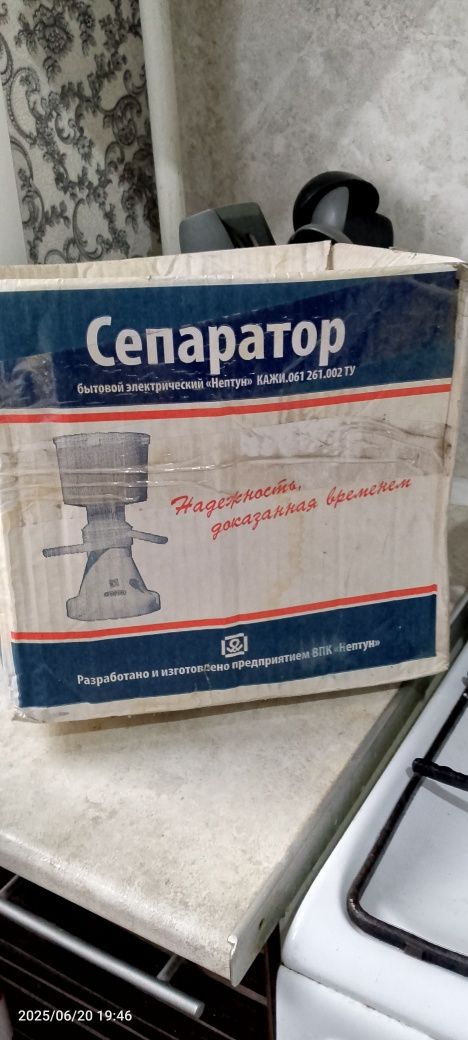 Сепаратор
бытовой электрический «Нептун» КАЖИ.061 261.002 ТУ
Надежность,
доказанная временем
Разработано и изготовлено предприятием ВПК «Нептун»
2025/06/20 19:46